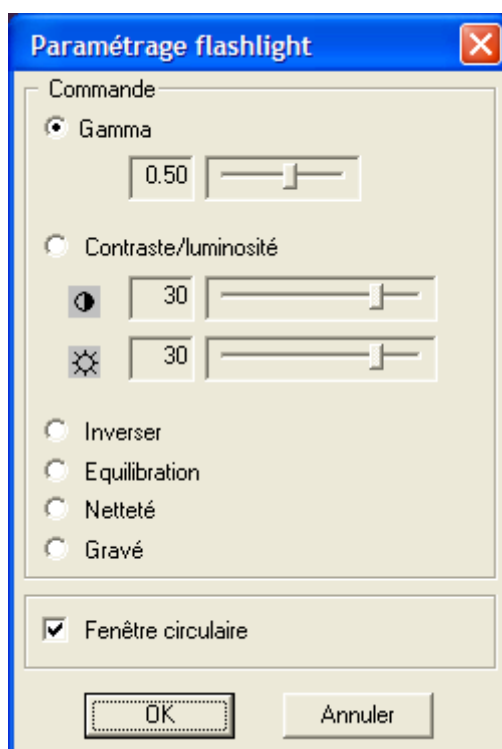 Paramétrage flashlight
Commande
Gamma
0.50
Contraste/luminosité
30
30
Inverser
Equilibration
Netteté
Gravé
Fenêtre circulaire
OK Annuler